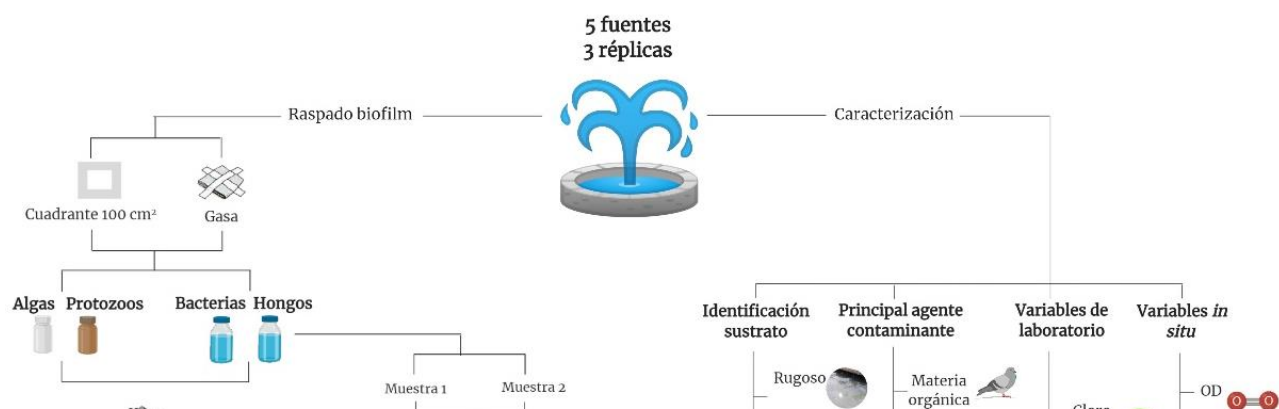 5 fuentes
3 réplicas
Raspado biofilm
Caracterización
Cuadrante 100 cm²
Gasa
Algas
Protozoos
Bacterias
Hongos
Muestra 1
Muestra 2
Identificación
sustrato
Principal agente
contaminante
Variables de
laboratorio
Variables in
situ
Rugoso
Materia
orgánica
OD
O
O